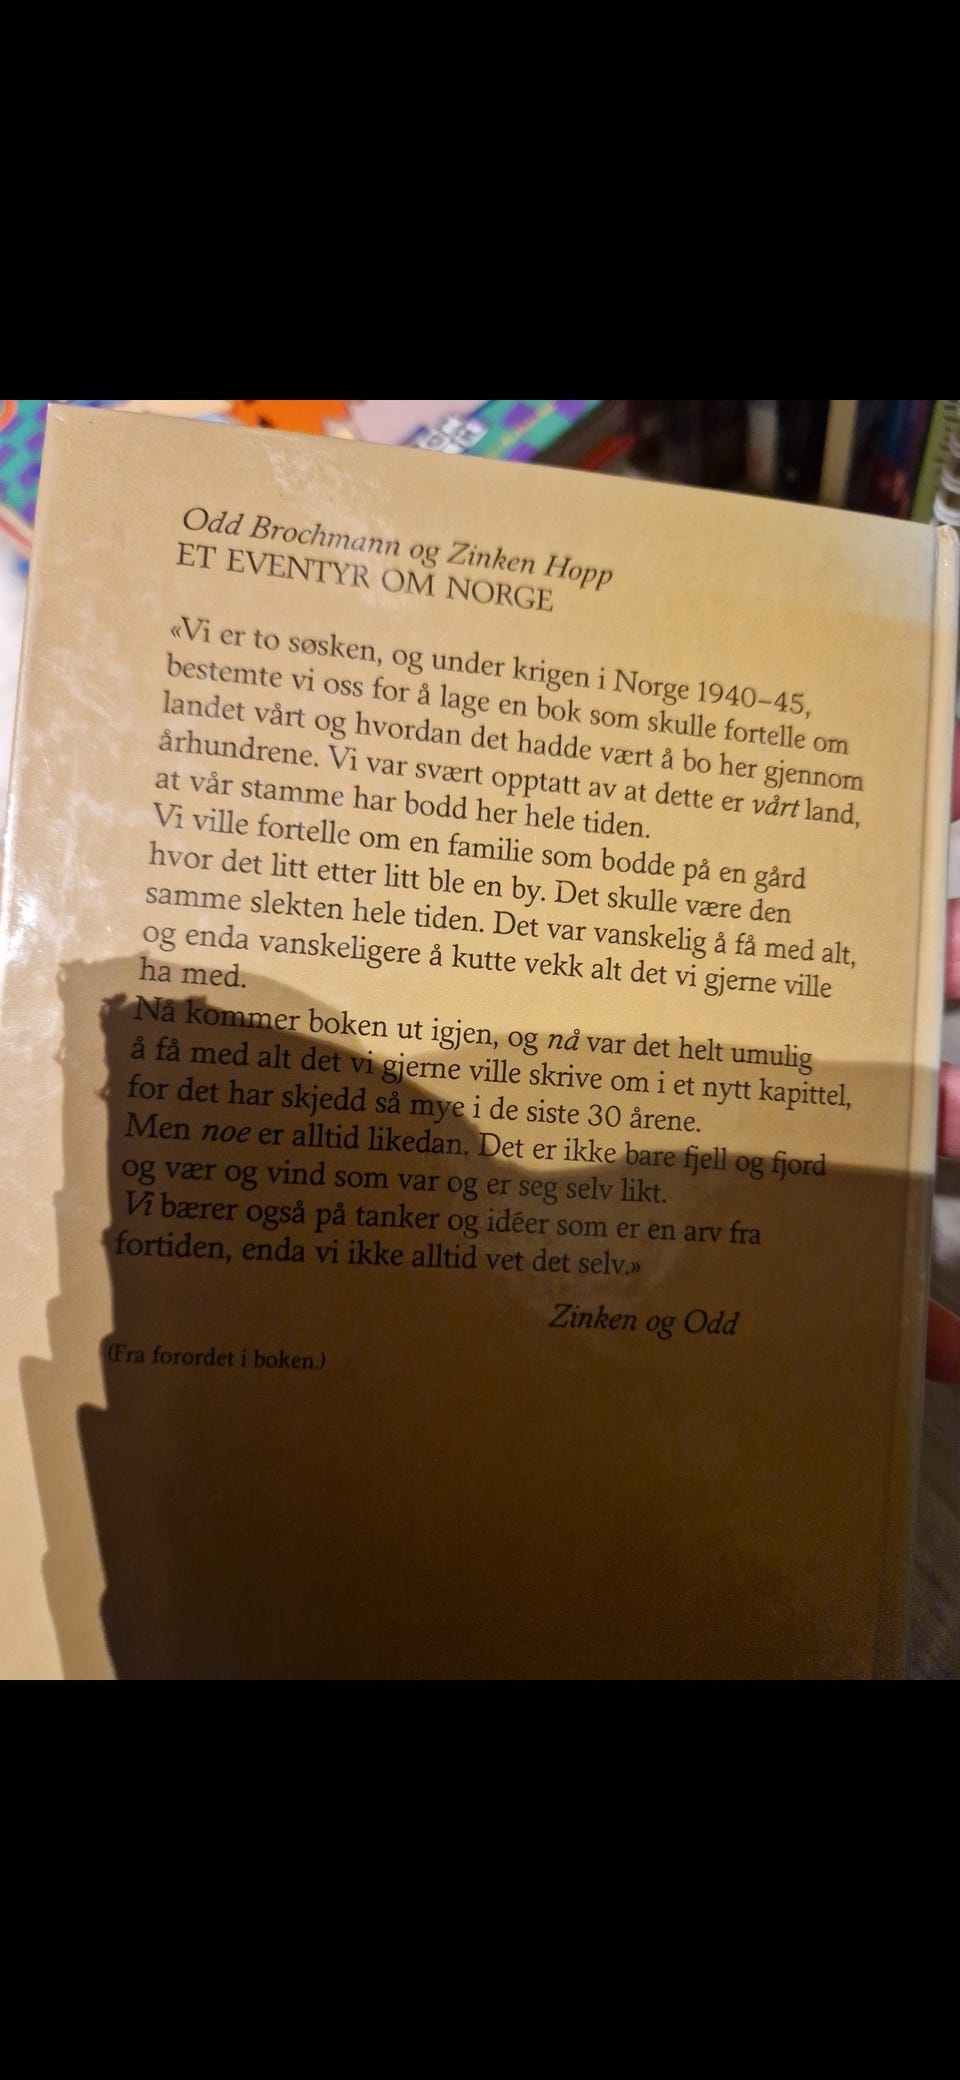 Odd Brochmann og Zinken Hopp
ET EVENTYR OM NORGE
«Vi er to søsken, og under krigen i Norge 1940–45,
bestemte vi oss for å lage en bok som skulle fortelle om
landet vårt og hvordan det hadde vært å bo her gjennom
århundrene. Vi var svært opptatt av at dette er vårt land,
at vår stamme har bodd her hele tiden.
Vi ville fortelle om en familie som bodde på en gård
hvor det litt etter litt ble en by. Det skulle være den
samme slekten hele tiden. Det var vanskelig å få med alt,
og enda vanskeligere å kutte vekk alt det vi gjerne ville
ha med.
Nå kommer boken ut igjen, og nå var det helt umulig
å få med alt det vi gjerne ville skrive om i et nytt kapittel,
for det har skjedd så mye i de siste 30 årene.
Men noe er alltid likedan. Det er ikke bare fjell og fjord
og vær og vind som var og er seg selv likt.
Vi bærer også på tanker og idéer som er en arv fra
fortiden, enda vi ikke alltid vet det selv.»
Zinken og Odd
(Fra forordet i boken.)